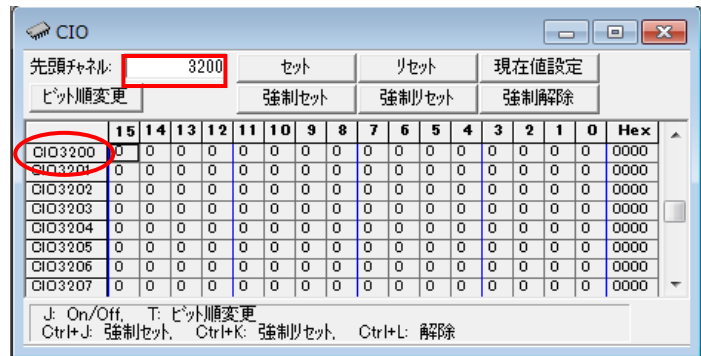 CIO
先頭ﾁｬﾈﾙ: 3200 セット リセット 現在値設定
ﾋﾞｯﾄ順変更 強制セット 強制リセット 強制解除
15 14 13 12 11 10 9 8 7 6 5 4 3 2 1 0 Hex
CIO3200 0 0 0 0 0 0 0 0 0 0 0 0 0 0 0 0 0000
CIO3201 0 0 0 0 0 0 0 0 0 0 0 0 0 0 0 0 0000
CIO3202 0 0 0 0 0 0 0 0 0 0 0 0 0 0 0 0 0000
CIO3203 0 0 0 0 0 0 0 0 0 0 0 0 0 0 0 0 0000
CIO3204 0 0 0 0 0 0 0 0 0 0 0 0 0 0 0 0 0000
CIO3205 0 0 0 0 0 0 0 0 0 0 0 0 0 0 0 0 0000
CIO3206 0 0 0 0 0 0 0 0 0 0 0 0 0 0 0 0 0000
CIO3207 0 0 0 0 0 0 0 0 0 0 0 0 0 0 0 0 0000
J: On/Off, T: ﾋﾞｯﾄ順変更
Ctrl+J: 強制ｾｯﾄ, Ctrl+K: 強制ﾘｾｯﾄ, Ctrl+L: 解除